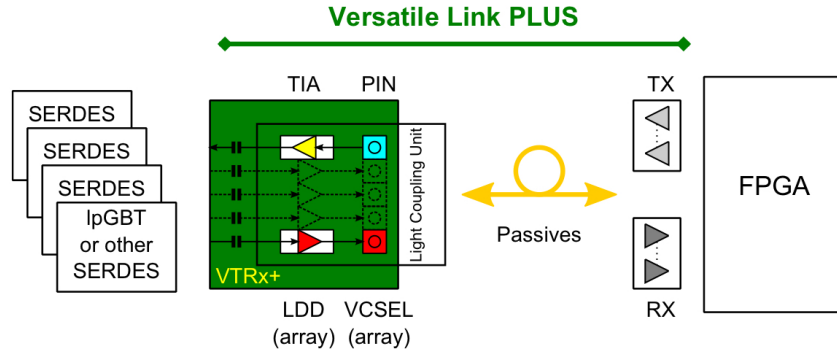 Versatile Link PLUS
TIA
PIN
TX
SERDES
SERDES
SERDES
lpGBT
or other
SERDES
Light Coupling Unit
VTRx+
LDD
(array)
VCSEL
(array)
Passives
RX
FPGA